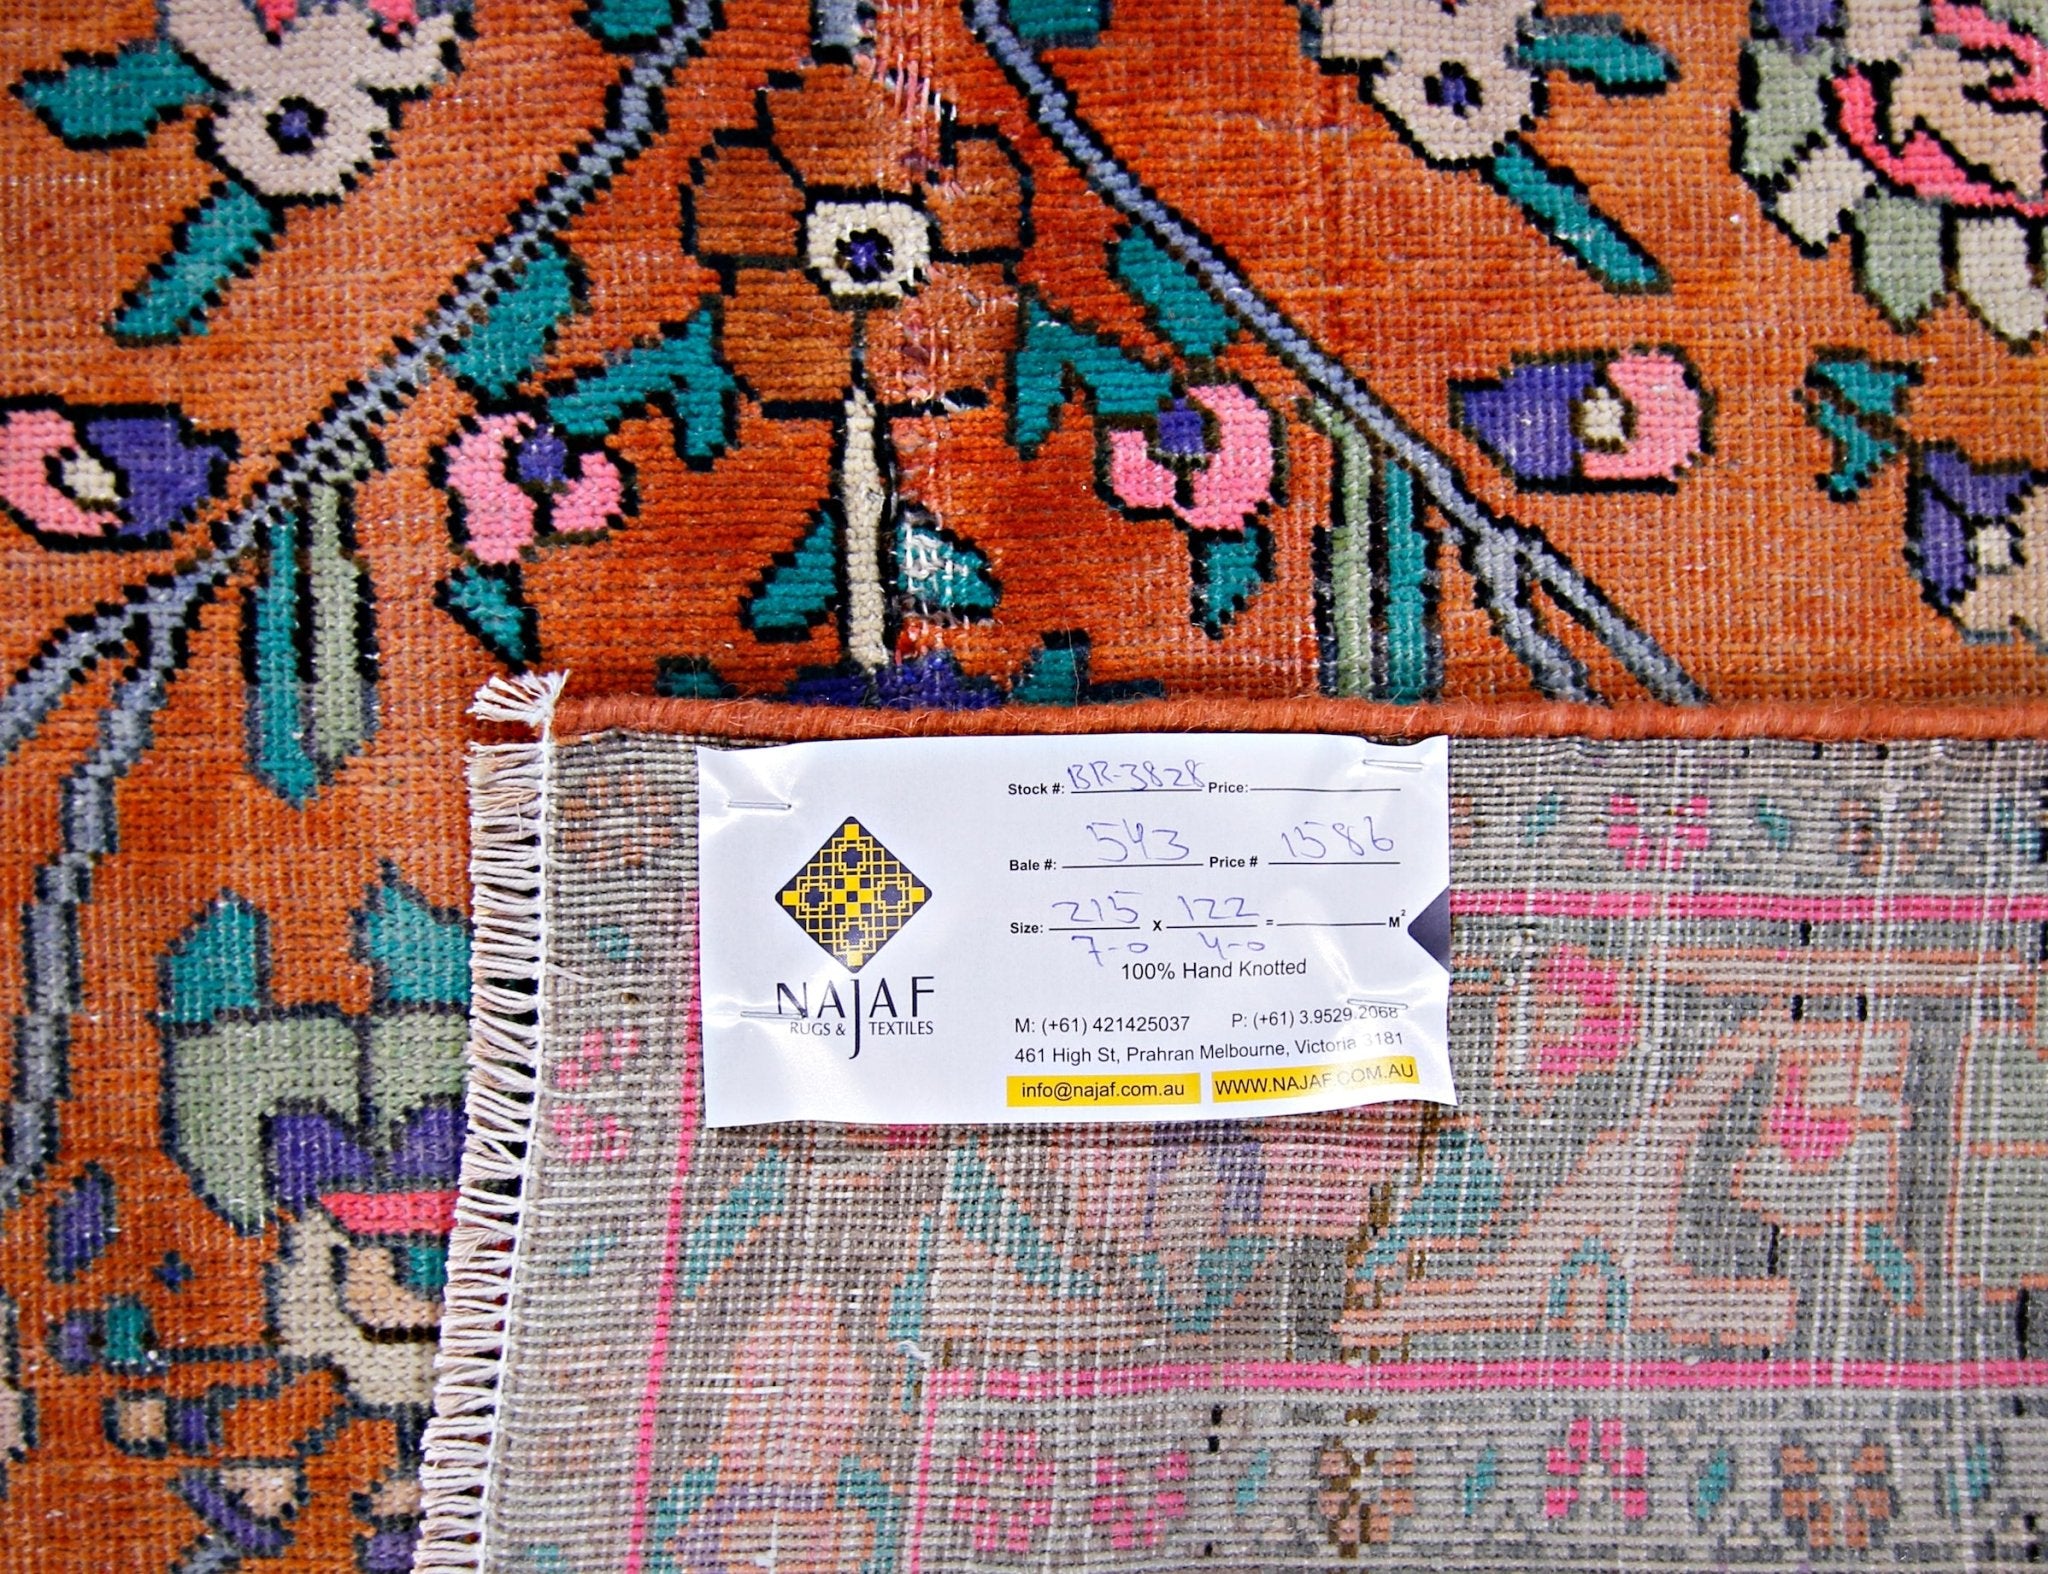 Stock #: BR-3828 Price:
Bale #: 543 Price # 1586
Size: 215 x 122 = M²
7-0 4-0
100% Hand Knotted
NAJAF
RUGS & TEXTILES
M: (+61) 421425037 P: (+61) 3.9529.2068
461 High St, Prahran Melbourne, Victoria 3181
info@najaf.com.au WWW.NAJAF.COM.AU